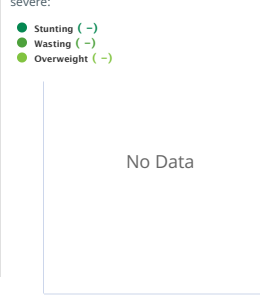 severe:
Stunting ( –)
Wasting ( –)
Overweight ( –)
No Data